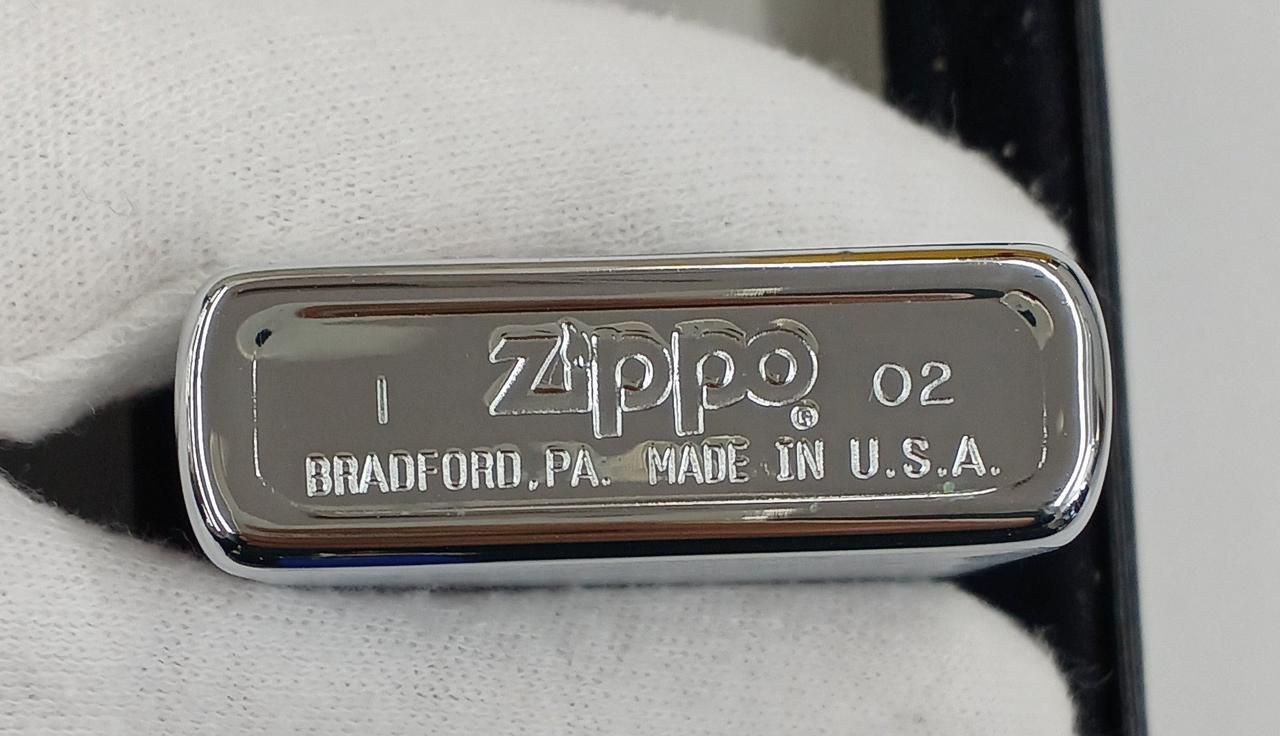 I zippo® 02
BRADFORD, PA. MADE IN U.S.A.